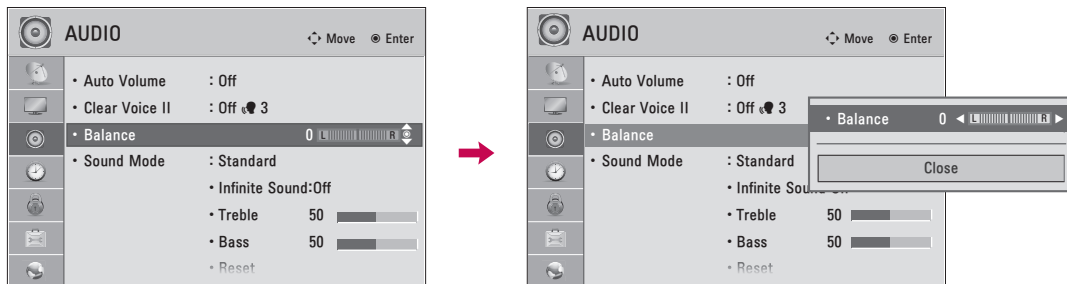 AUDIO Move Enter
• Auto Volume : Off
• Clear Voice II : Off 3
• Balance 0 L R
• Sound Mode : Standard
• Infinite Sound:Off
• Treble 50
• Bass 50
• Reset
AUDIO Move Enter
• Auto Volume : Off
• Clear Voice II : Off 3
• Balance
• Sound Mode : Standard
• Infinite Sound:Off
• Treble 50
• Bass 50
• Reset
• Balance 0 ◀ L R ▶
Close